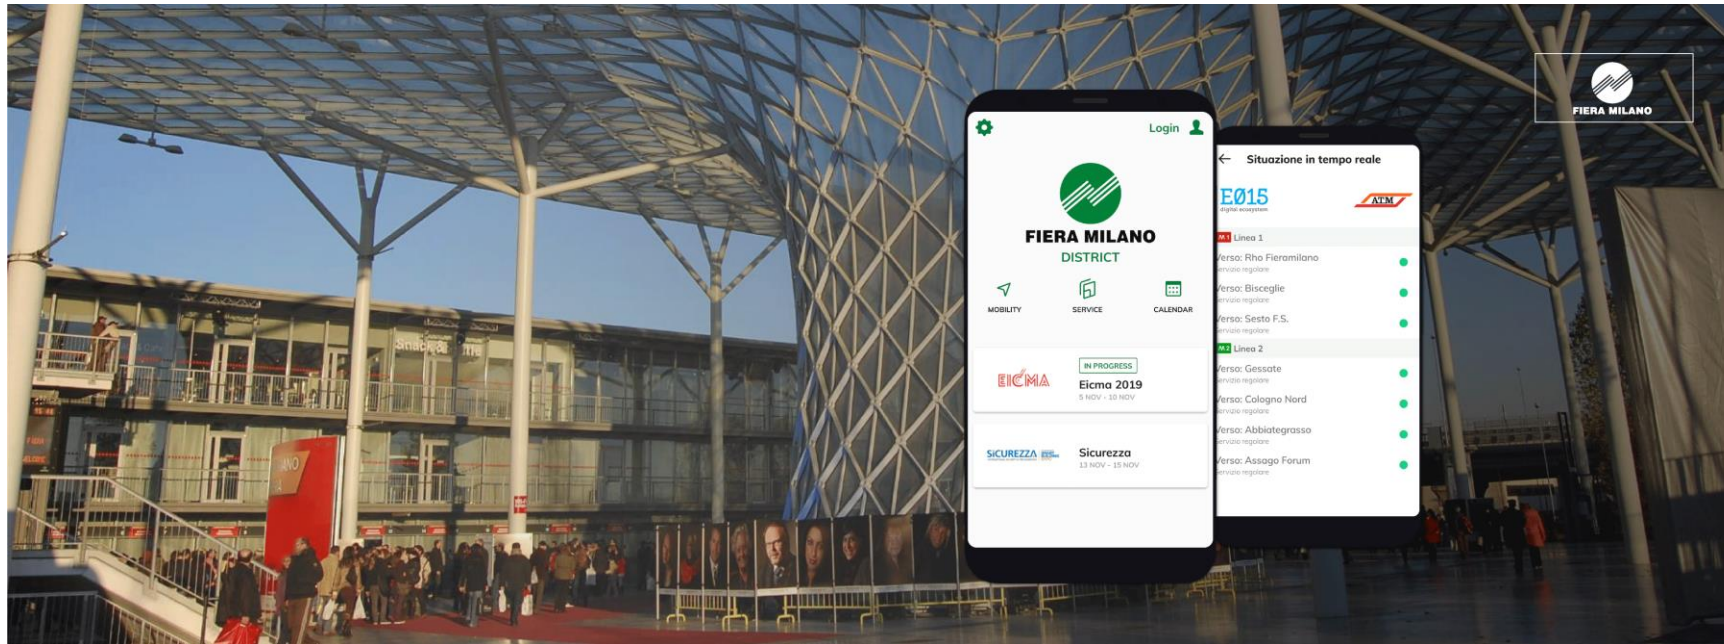 FIERA MILANO
Login
FIERA MILANO
DISTRICT
MOBILITY
SERVICE
CALENDAR
EICMA
IN PROGRESS
Eicma 2019
5 NOV - 10 NOV
SICUREZZA
Sicurezza
13 NOV - 15 NOV
Situazione in tempo reale
E015
digital ecosystem
ATM
M1 Linea 1
Verso: Rho Fieramilano
Servizio regolare
Verso: Bisceglie
Servizio regolare
Verso: Sesto F.S.
Servizio regolare
M2 Linea 2
Verso: Gessate
Servizio regolare
Verso: Cologno Nord
Servizio regolare
Verso: Abbiategrasso
Servizio regolare
Verso: Assago Forum
Servizio regolare
Snack &